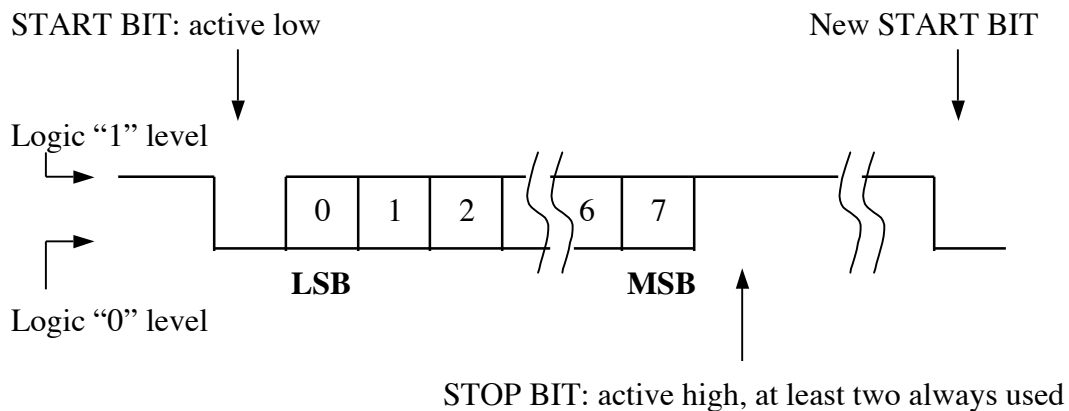 START BIT: active low
New START BIT
Logic “1” level
0 1 2 6 7
LSB MSB
Logic “0” level
STOP BIT: active high, at least two always used